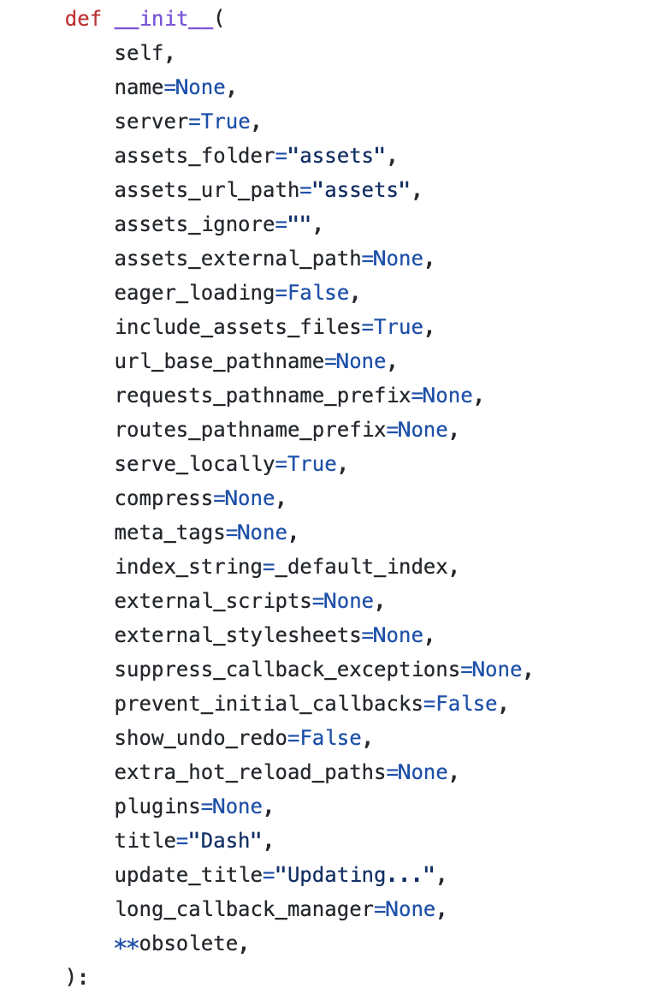 def __init__(
self,
name=None,
server=True,
assets_folder="assets",
assets_url_path="assets",
assets_ignore="",
assets_external_path=None,
eager_loading=False,
include_assets_files=True,
url_base_pathname=None,
requests_pathname_prefix=None,
routes_pathname_prefix=None,
serve_locally=True,
compress=None,
meta_tags=None,
index_string=_default_index,
external_scripts=None,
external_stylesheets=None,
suppress_callback_exceptions=None,
prevent_initial_callbacks=False,
show_undo_redo=False,
extra_hot_reload_paths=None,
plugins=None,
title="Dash",
update_title="Updating...",
long_callback_manager=None,
**obsolete,
):